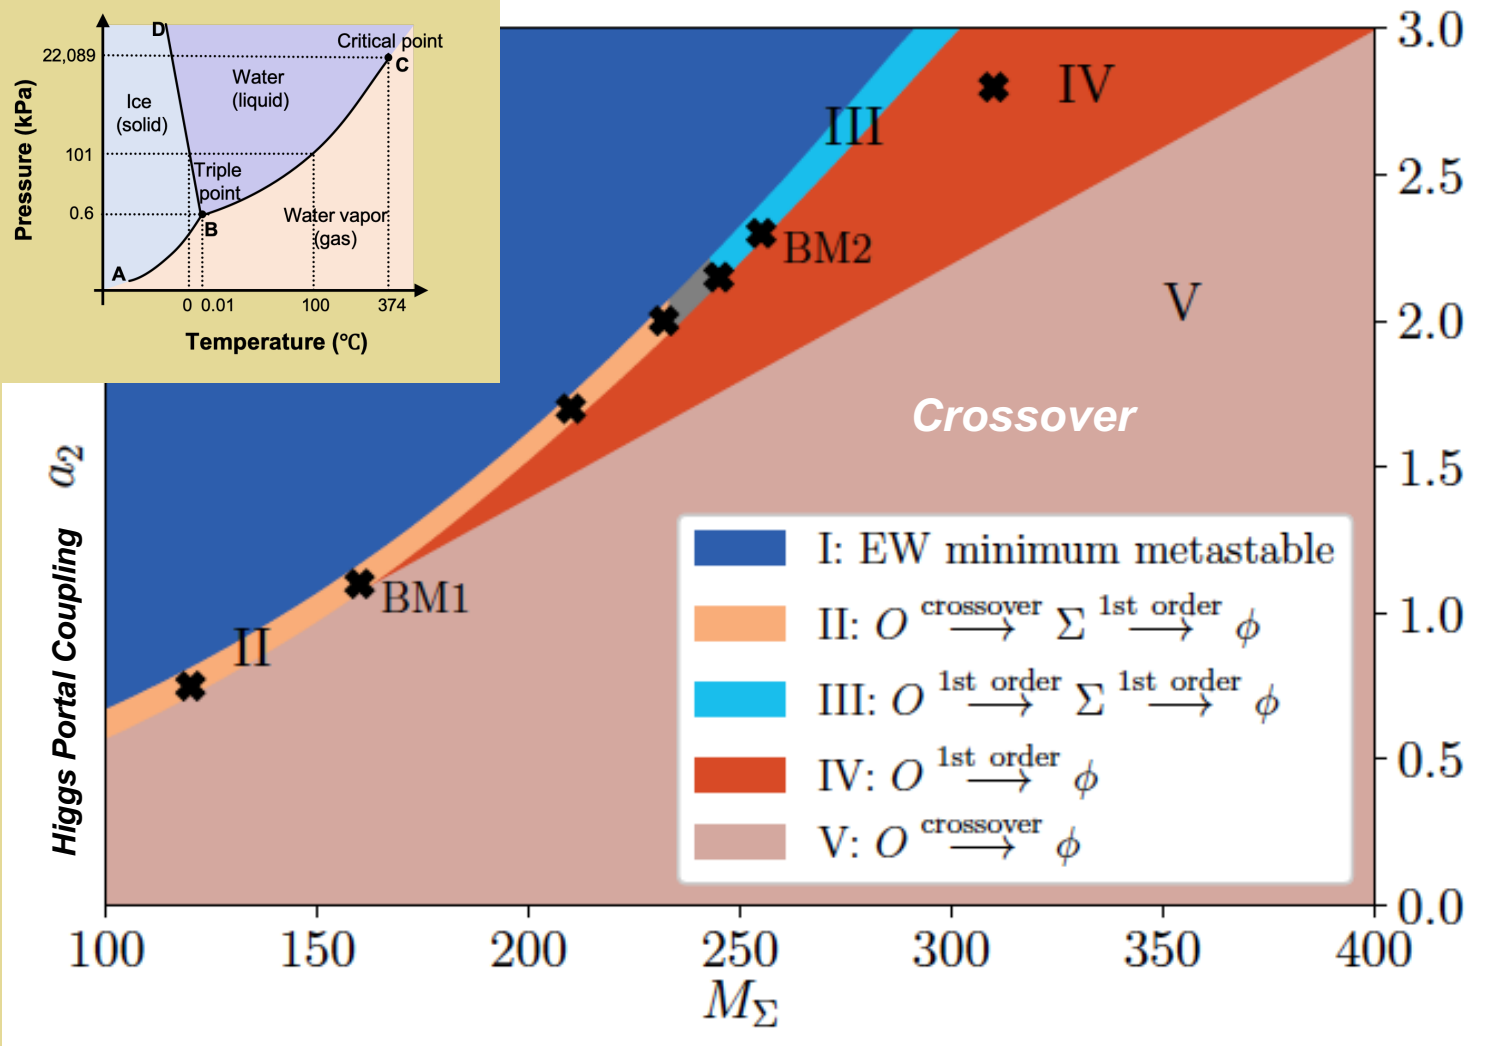 Pressure (kPa)
22,089
101
0.6
D
Critical point
C
Water
(liquid)
Ice
(solid)
Triple
point
B
Water vapor
(gas)
A
0 0.01 100 374
Temperature (°C)
3.0
2.5
2.0
1.5
1.0
0.5
0.0
IV
III
BM2
V
Crossover
a₂
Higgs Portal Coupling
BM1
II
I: EW minimum metastable
II: O crossover⟶ Σ 1st order⟶ ϕ
III: O 1st order⟶ Σ 1st order⟶ ϕ
IV: O 1st order⟶ ϕ
V: O crossover⟶ ϕ
100 150 200 250 300 350 400
M_Σ